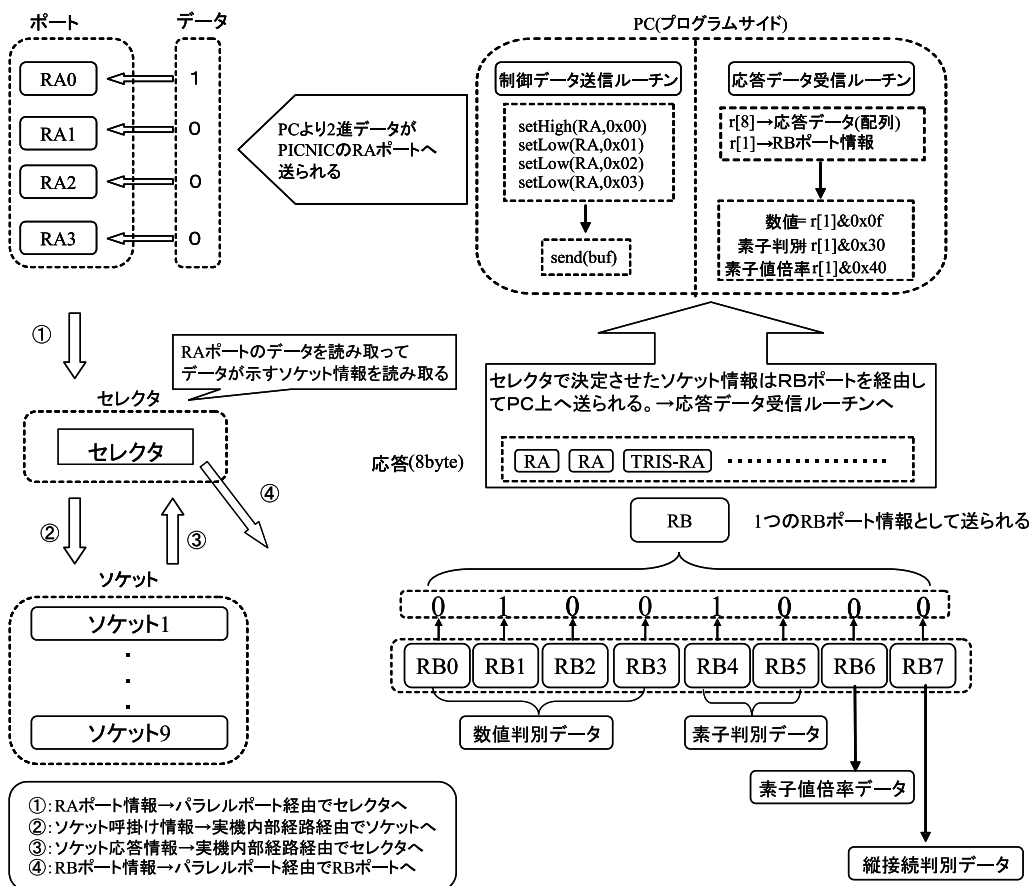 ポート
データ
RA0
1
RA1
0
RA2
0
RA3
0
PCより2進データが
PICNICのRAポートへ
送られる
PC(プログラムサイド)
制御データ送信ルーチン
setHigh(RA,0x00)
setLow(RA,0x01)
setLow(RA,0x02)
setLow(RA,0x03)
send(buf)
応答データ受信ルーチン
r[8]→応答データ(配列)
r[1]→RBポート情報
数値= r[1]&0x0f
素子判別= r[1]&0x30
素子値倍率 r[1]&0x40
①
RAポートのデータを読み取って
データが示すソケット情報を読み取る
セレクタ
セレクタ
②
③
④
ソケット
ソケット1
・
・
・
ソケット9
セレクタで決定させたソケット情報はRBポートを経由し
てPC上へ送られる。→応答データ受信ルーチンへ
応答(8byte)
RA
RA
TRIS-RA
・・・・・・・・・・・・・・・・
RB
1つのRBポート情報として送られる
0 1 0 0 1 0 0 0
RB0 RB1 RB2 RB3 RB4 RB5 RB6 RB7
数値判別データ
素子判別データ
素子値倍率データ
縦接続判別データ
①:RAポート情報→パラレルポート経由でセレクタへ
②:ソケット呼掛け情報→実機内部経路経由でソケットへ
③:ソケット応答情報→実機内部経路経由でセレクタへ
④:RBポート情報→パラレルポート経由でRBポートへ